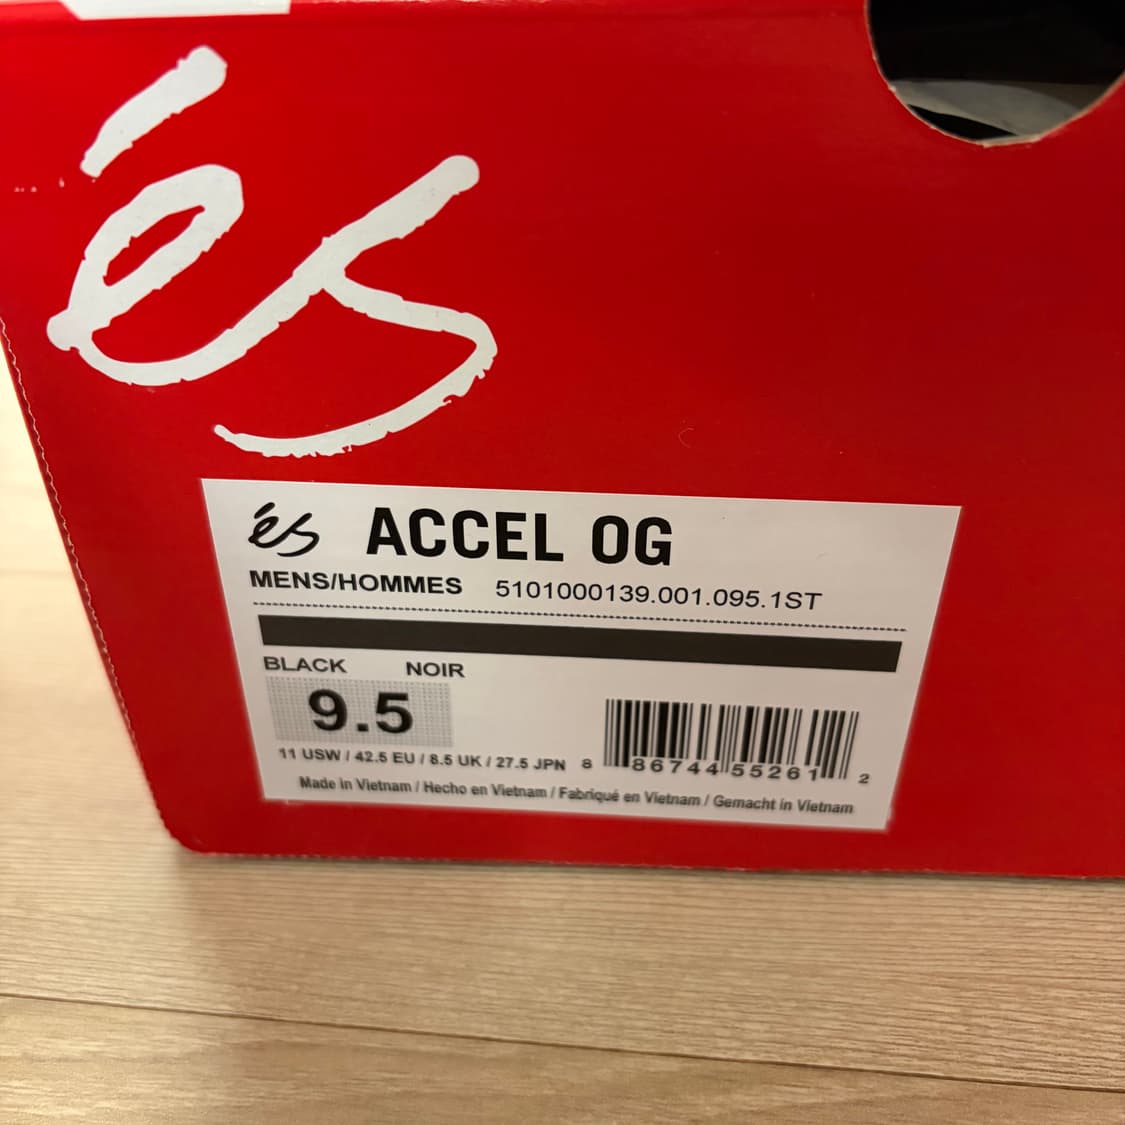 és
és ACCEL OG
MENS/HOMMES 5101000139.001.095.1ST
BLACK NOIR
9.5
11 USW / 42.5 EU / 8.5 UK / 27.5 JPN
8 86744 55261 2
Made in Vietnam / Hecho en Vietnam / Fabriqué en Vietnam / Gemacht in Vietnam